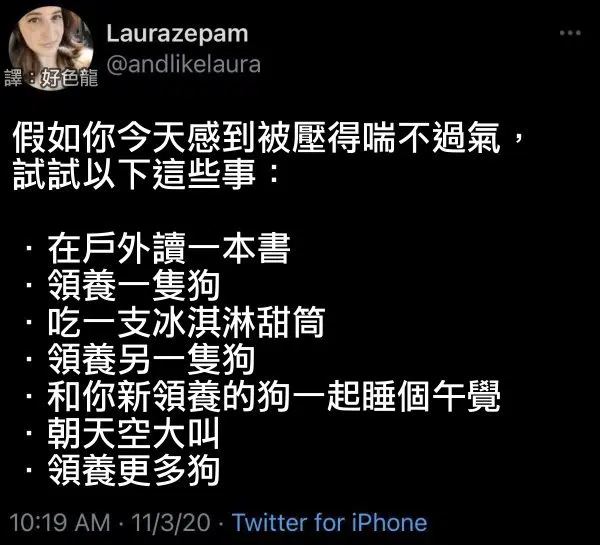 Laurazepam
@andlikelaura
譯：好色龍
假如你今天感到被壓得喘不過氣，
試試以下這些事：
·在戶外讀一本書
·領養一隻狗
·吃一支冰淇淋甜筒
·領養另一隻狗
·和你新領養的狗一起睡個午覺
·朝天空大叫
·領養更多狗
10:19 AM · 11/3/20 · Twitter for iPhone